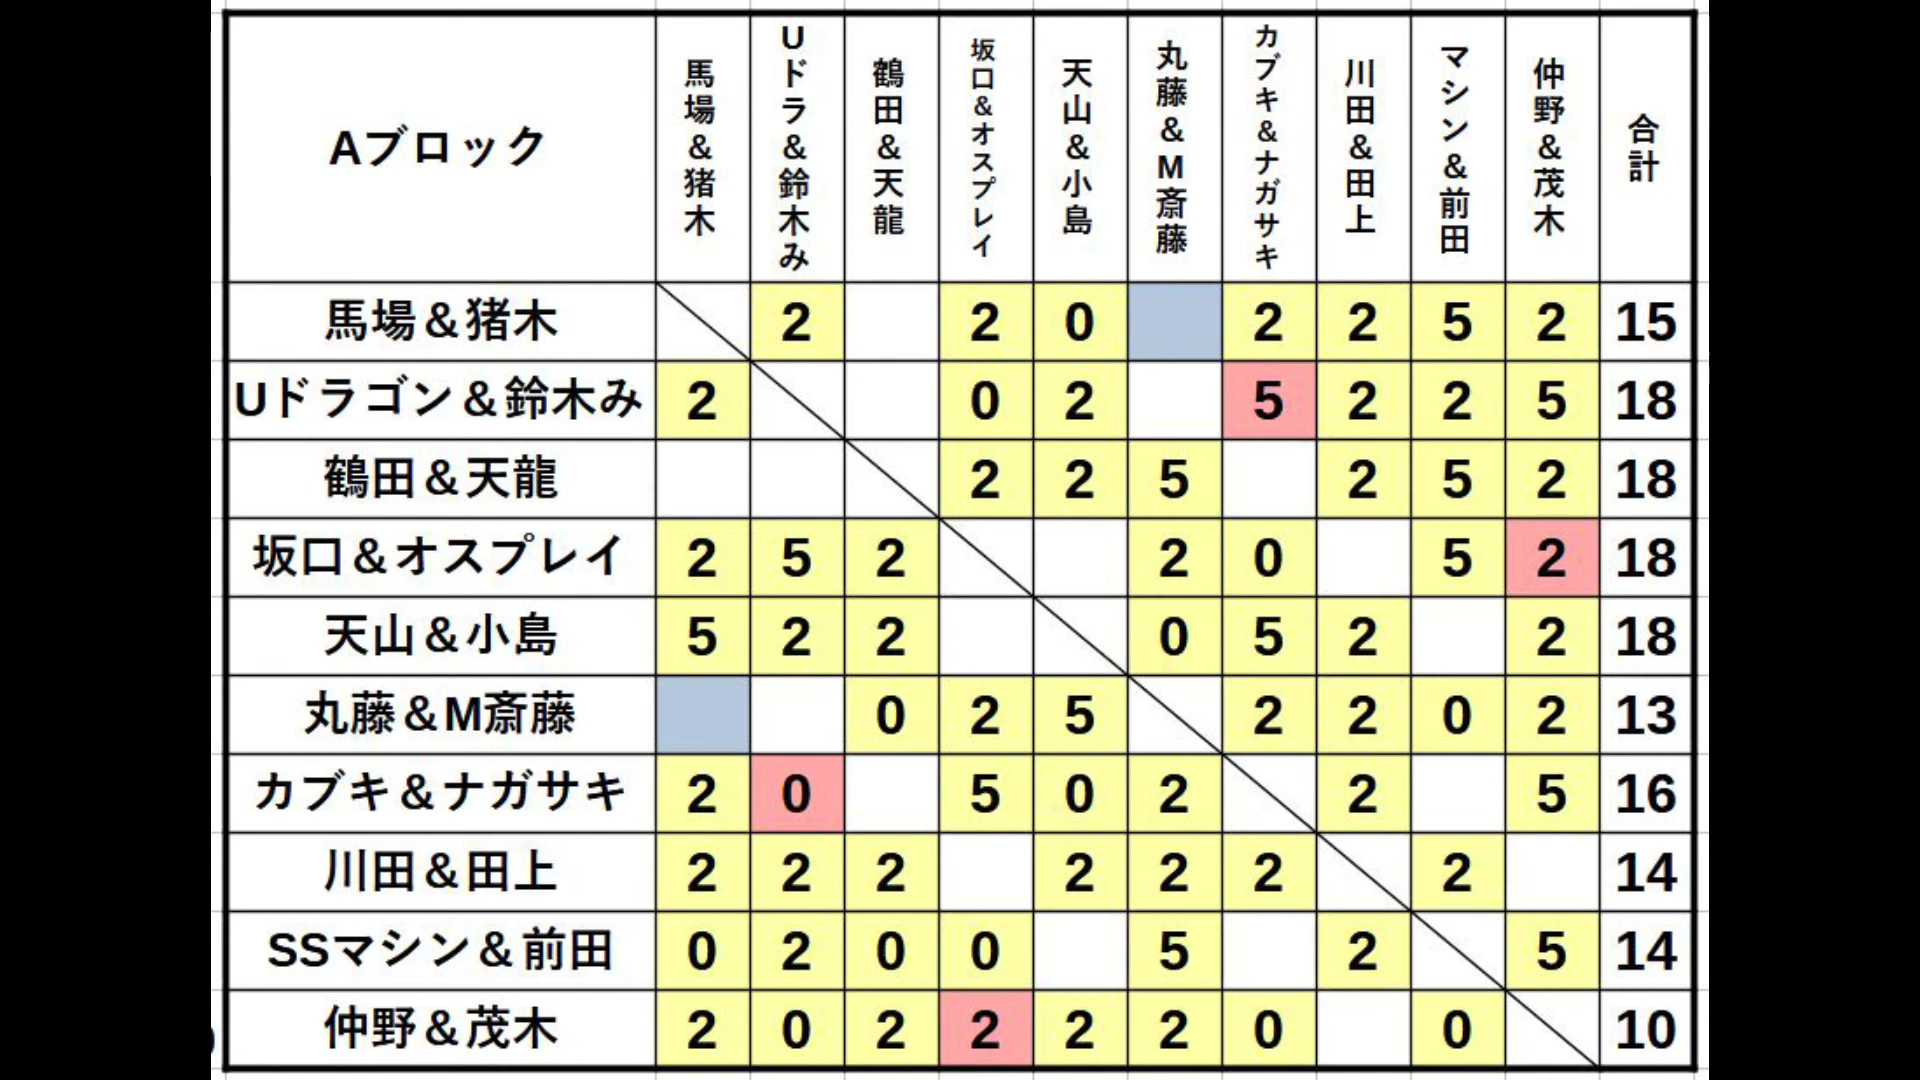 Aブロック 馬場&猪木 Uドラ&鈴木み 鶴田&天龍 坂口&オスプレイ 天山&小島 丸藤&M斎藤 カブキ&ナガサキ 川田&田上 マシン&前田 仲野&茂木 合計
馬場&猪木 2 2 0 2 2 5 2 15
Uドラゴン&鈴木み 2 0 2 5 2 2 5 18
鶴田&天龍 2 2 5 2 5 2 18
坂口&オスプレイ 2 5 2 2 0 5 2 18
天山&小島 5 2 2 0 5 2 2 18
丸藤&M斎藤 0 2 5 2 2 0 2 13
カブキ&ナガサキ 2 0 5 0 2 2 5 16
川田&田上 2 2 2 2 2 2 2 14
SSマシン&前田 0 2 0 0 5 2 5 14
仲野&茂木 2 0 2 2 2 2 0 0 10